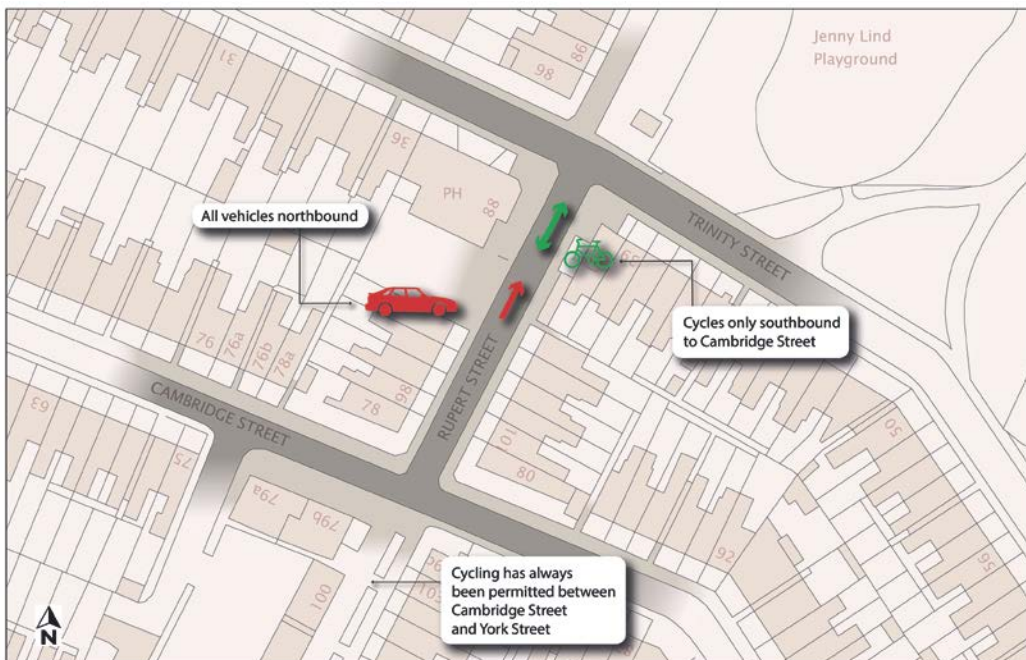 Jenny Lind
Playground
31
86
98
36
PH
88
All vehicles northbound
TRINITY STREET
59
Cycles only southbound
to Cambridge Street
76
76a
76b
78a
78
98
RUPERT STREET
CAMBRIDGE STREET
63
75
101
80
50
79a
79b
100
92
56
Cycling has always
been permitted between
Cambridge Street
and York Street
N